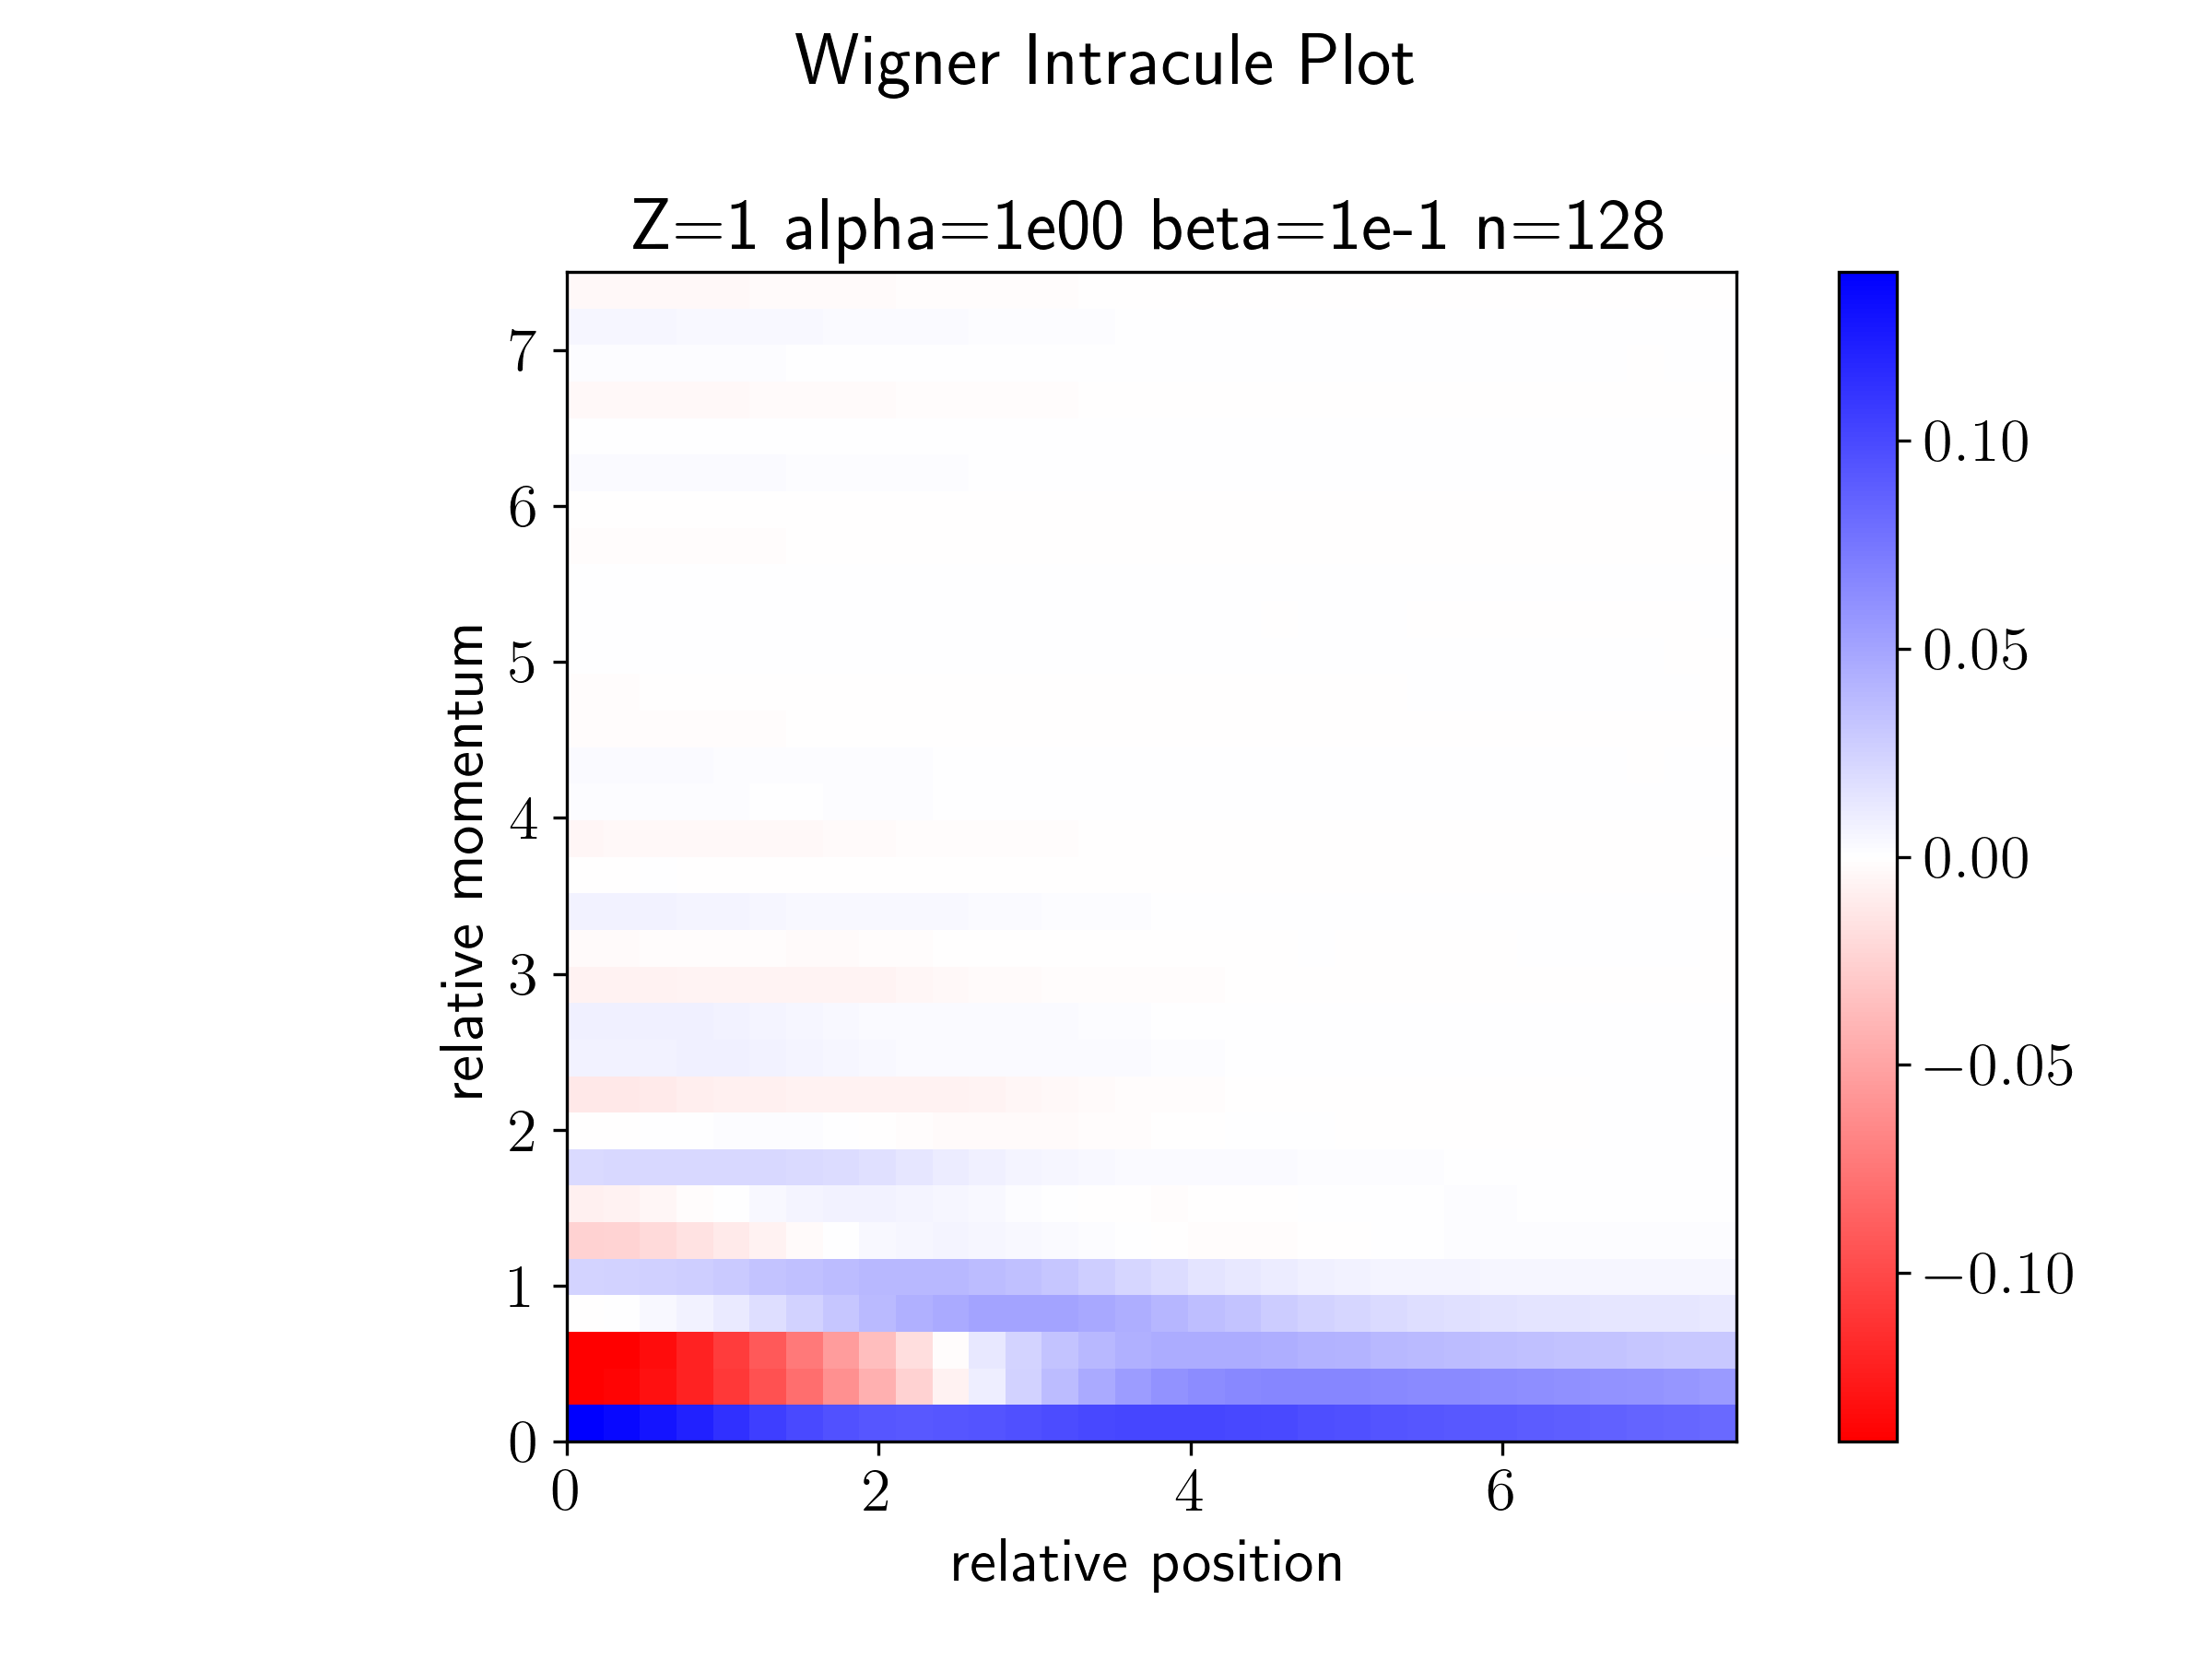 Wigner Intracule Plot
Z=1 alpha=1e00 beta=1e-1 n=128
relative momentum
7
6
5
4
3
2
1
0
0 2 4 6
relative position
0.10
0.05
0.00
−0.05
−0.10